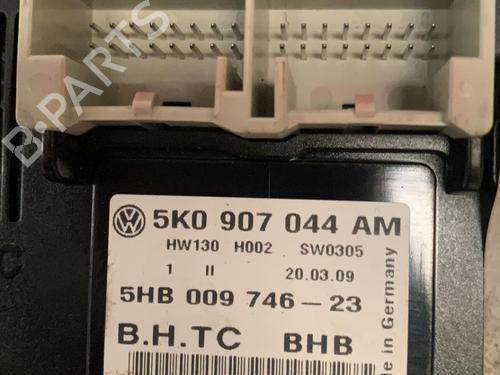 B-PARTS
5K0 907 044 AM
HW130 H002 SW0305
1 II 20.03.09
5HB 009 746-23
B.H.TC BHB
in Germany